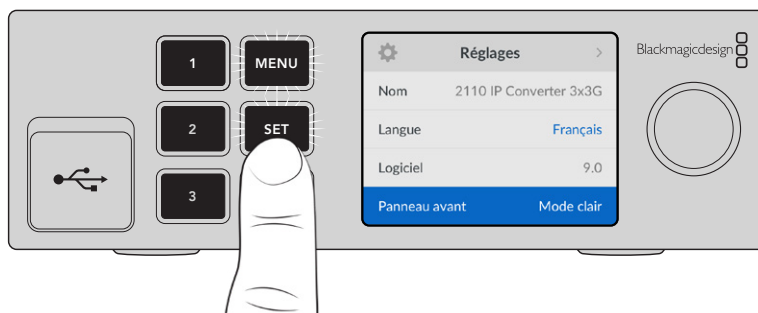 1
MENU
2
SET
3
Réglages
Nom 2110 IP Converter 3x3G
Langue Français
Logiciel 9.0
Panneau avant Mode clair
Blackmagicdesign